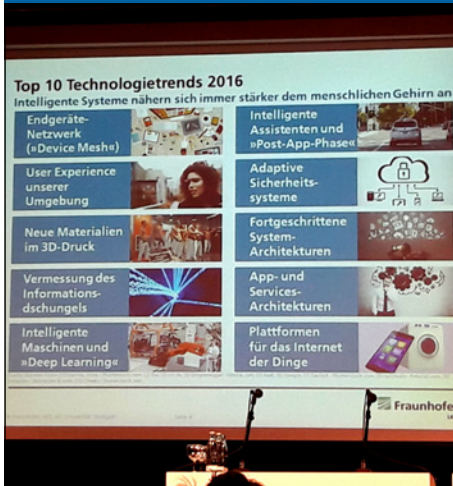 Top 10 Technologietrends 2016
Intelligente Systeme nähern sich immer stärker dem menschlichen Gehirn an
Endgeräte-
Netzwerk
(»Device Mesh«)
User Experience
unserer
Umgebung
Neue Materialien
im 3D-Druck
Vermessung des
Informations-
dschungels
Intelligente
Maschinen und
»Deep Learning«
Intelligente
Assistenten und
»Post-App-Phase«
Adaptive
Sicherheits-
systeme
Fortgeschrittene
System-
Architekturen
App- und
Services-
Architekturen
Plattformen
für das Internet
der Dinge
Fraunhofe